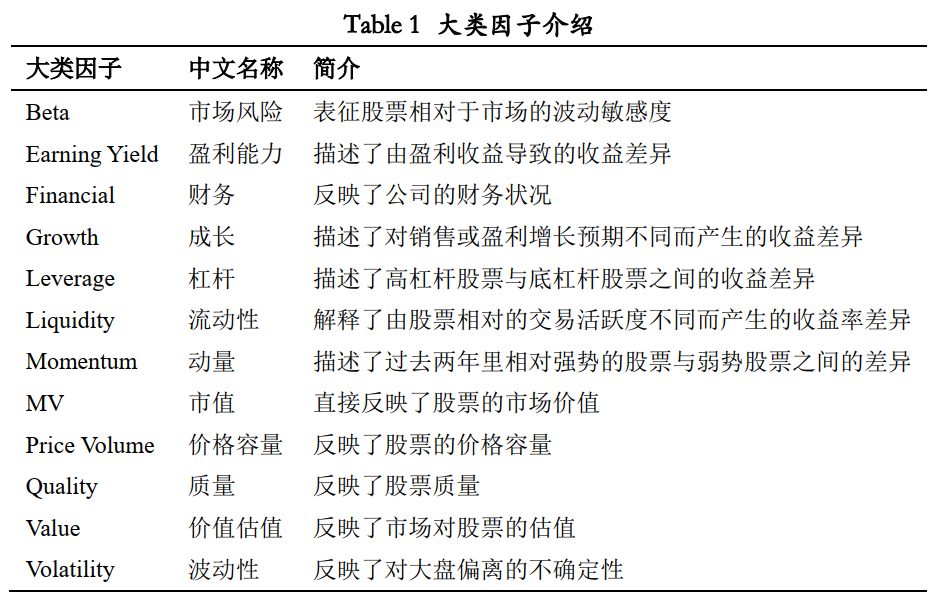 Table 1 大类因子介绍
大类因子 中文名称 简介
Beta 市场风险 表征股票相对于市场的波动敏感度
Earning Yield 盈利能力 描述了由盈利收益导致的收益差异
Financial 财务 反映了公司的财务状况
Growth 成长 描述了对销售或盈利增长预期不同而产生的收益差异
Leverage 杠杆 描述了高杠杆股票与底杠杆股票之间的收益差异
Liquidity 流动性 解释了由股票相对的交易活跃度不同而产生的收益率差异
Momentum 动量 描述了过去两年里相对强势的股票与弱势股票之间的差异
MV 市值 直接反映了股票的市场价值
Price Volume 价格容量 反映了股票的价格容量
Quality 质量 反映了股票质量
Value 价值估值 反映了市场对股票的估值
Volatility 波动性 反映了对大盘偏离的不确定性